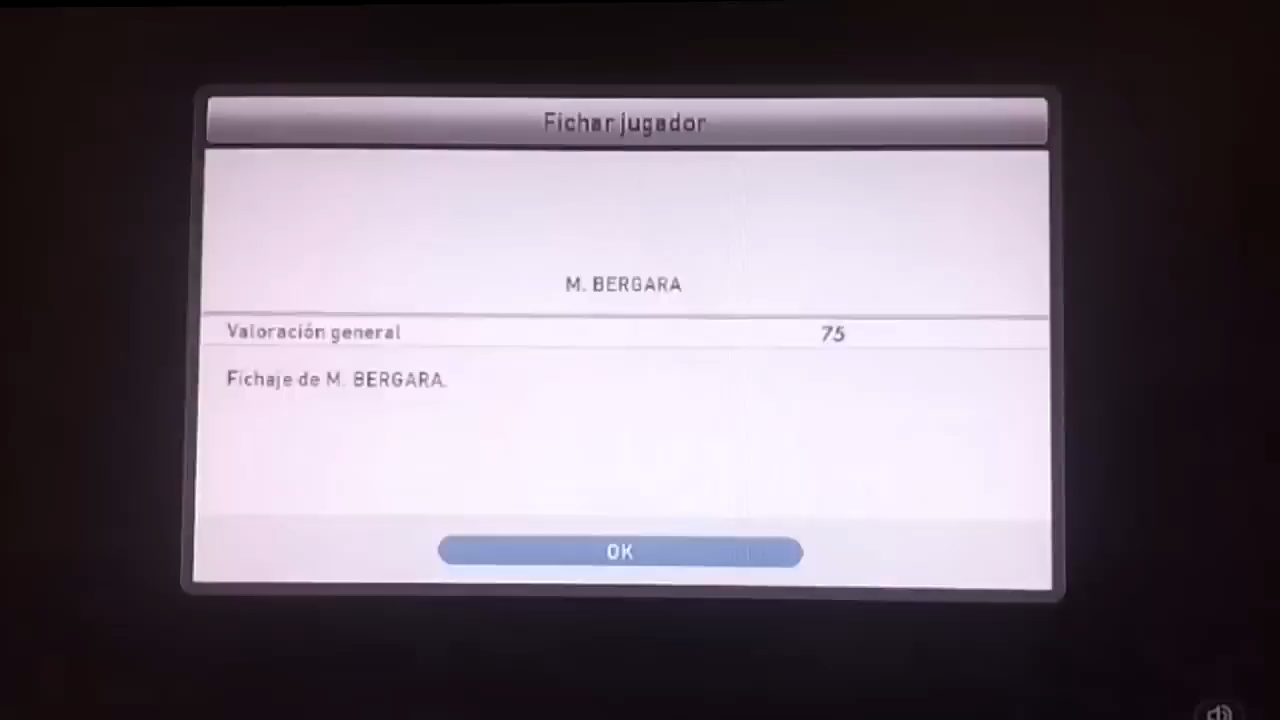 Fichar jugador
M. BERGARA
Valoración general 75
Fichaje de M. BERGARA.
OK